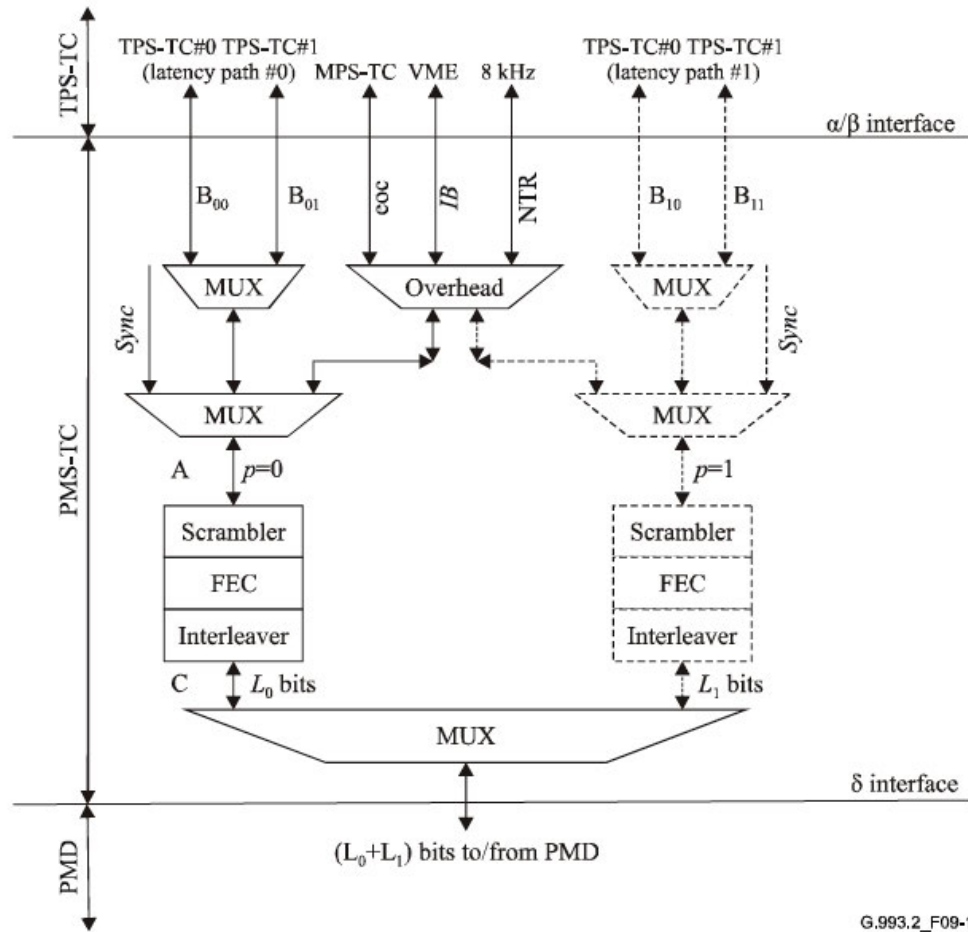 TPS-TC
TPS-TC#0 TPS-TC#1
(latency path #0)
MPS-TC VME 8 kHz
TPS-TC#0 TPS-TC#1
(latency path #1)
α/β interface
PMS-TC
B₀₀
B₀₁
eoc
IB
NTR
B₁₀
B₁₁
MUX
Overhead
MUX
Sync
Sync
MUX
MUX
A
p=0
p=1
Scrambler
FEC
Interleaver
Scrambler
FEC
Interleaver
C
L₀ bits
L₁ bits
MUX
δ interface
PMD
(L₀+L₁) bits to/from PMD
G.993.2_F09-